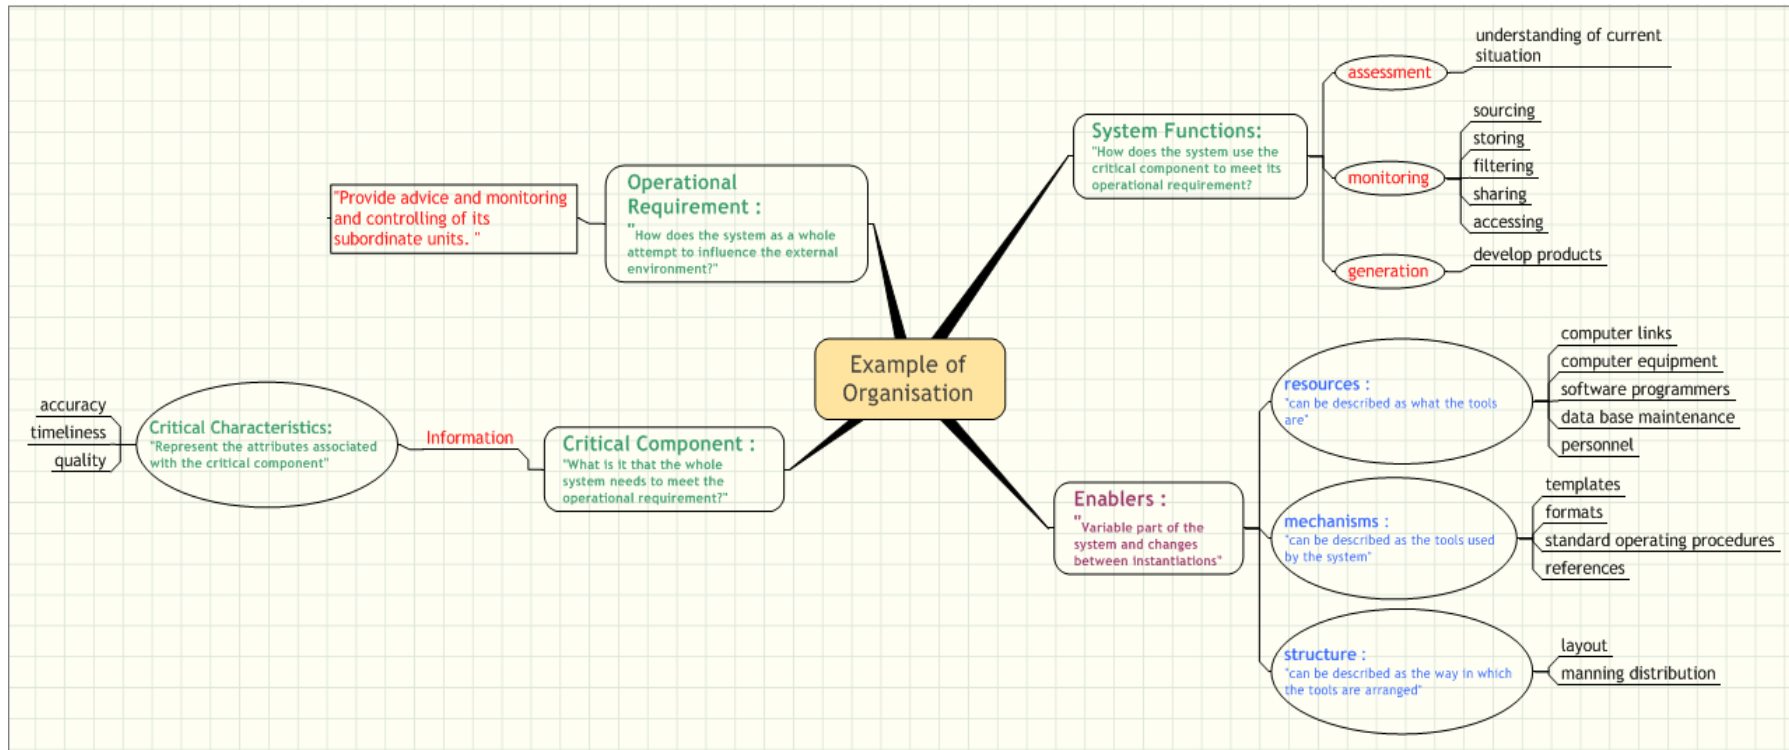 understanding of current
situation
assessment
sourcing
storing
filtering
sharing
accessing
monitoring
develop products
generation
System Functions:
"How does the system use the
critical component to meet its
operational requirement?
Operational
Requirement :
"How does the system as a whole
attempt to influence the external
environment?"
"Provide advice and monitoring
and controlling of its
subordinate units. "
Example of
Organisation
Critical Component :
"What is it that the whole
system needs to meet the
operational requirement?"
Information
Critical Characteristics:
"Represent the attributes associated
with the critical component"
accuracy
timeliness
quality
Enablers :
"Variable part of the
system and changes
between instantiations"
resources :
"can be described as what the tools
are"
computer links
computer equipment
software programmers
data base maintenance
personnel
mechanisms :
"can be described as the tools used
by the system"
templates
formats
standard operating procedures
references
structure :
"can be described as the way in which
the tools are arranged"
layout
manning distribution